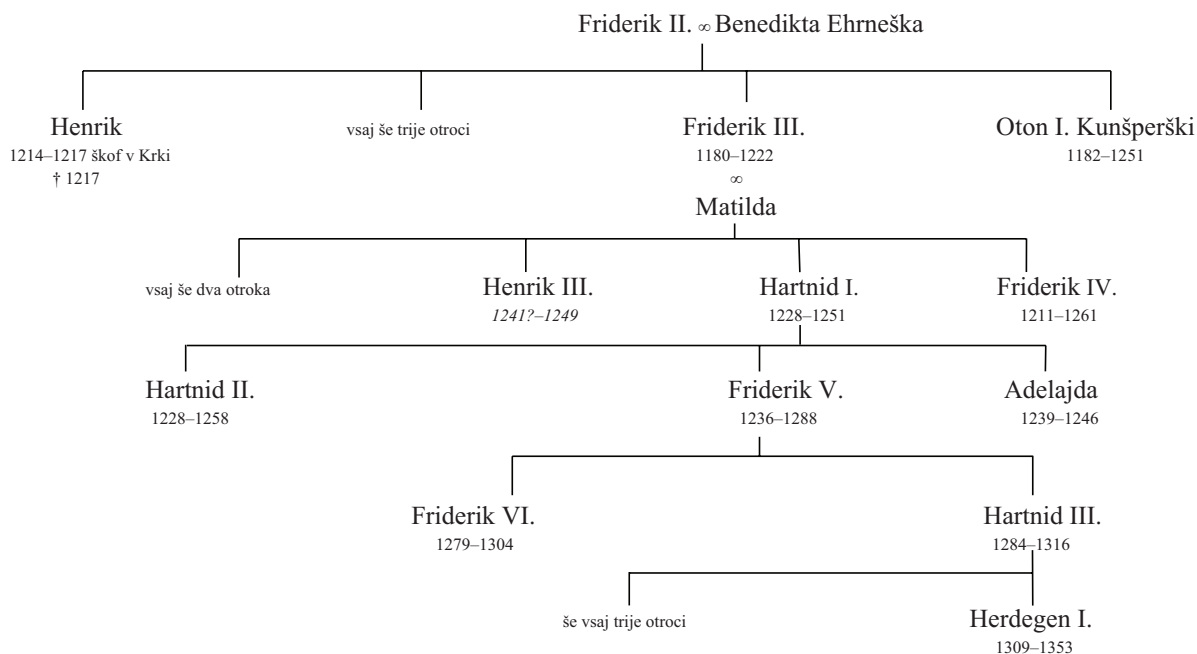 Friderik II. ∞ Benedikta Ehrneška
Henrik
1214–1217 škof v Krki
† 1217
vsaj še trije otroci
Friderik III.
1180–1222
∞
Matilda
Oton I. Kunšperški
1182–1251
vsaj še dva otroka
Henrik III.
1241?–1249
Hartnid I.
1228–1251
Friderik IV.
1211–1261
Hartnid II.
1228–1258
Friderik V.
1236–1288
Adelajda
1239–1246
Friderik VI.
1279–1304
Hartnid III.
1284–1316
še vsaj trije otroci
Herdegen I.
1309–1353